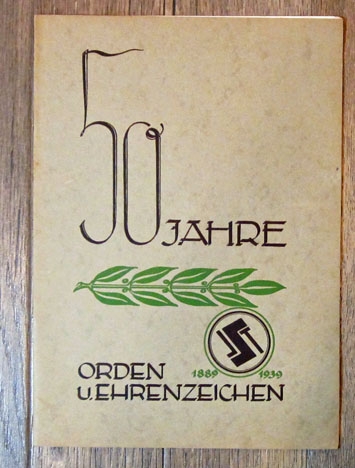 50
JAHRE
1889 1939
ORDEN
U.EHRENZEICHEN